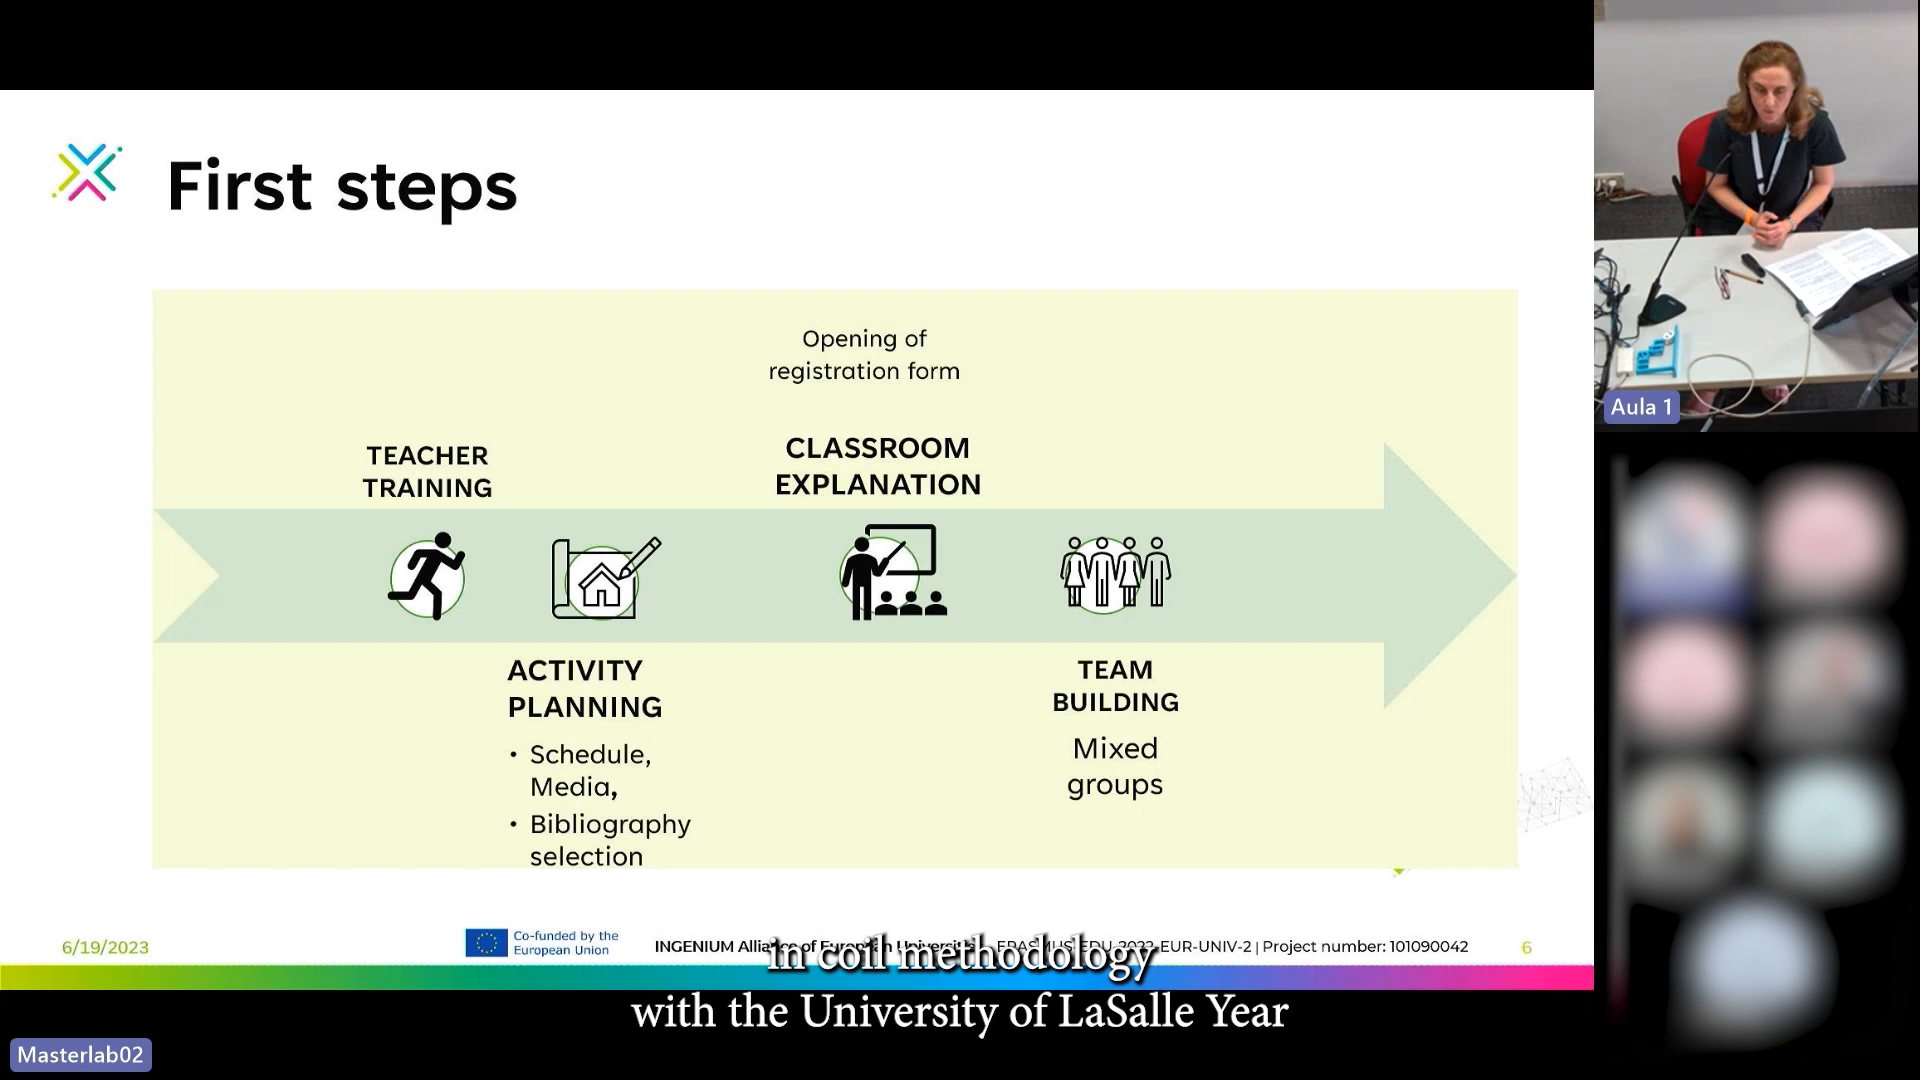 First steps
Opening of
registration form
TEACHER
TRAINING
CLASSROOM
EXPLANATION
ACTIVITY
PLANNING
• Schedule,
Media,
• Bibliography
selection
TEAM
BUILDING
Mixed
groups
6/19/2023
Co-funded by the
European Union
INGENIUM Alliance of European Universities - ERASMUS-EDU-2022-EUR-UNIV-2 | Project number: 101090042
6
in coil methodology
with the University of LaSalle Year
Aula 1
Masterlab02